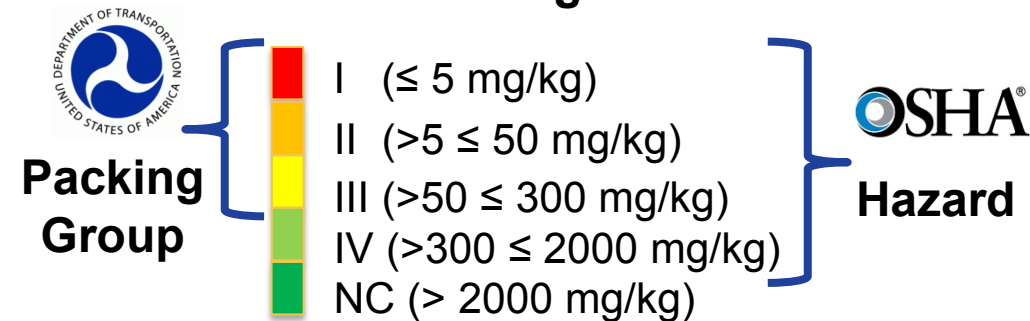 DEPARTMENT OF TRANSPORTATION
UNITED STATES OF AMERICA
Packing
Group
I (≤ 5 mg/kg)
II (>5 ≤ 50 mg/kg)
III (>50 ≤ 300 mg/kg)
IV (>300 ≤ 2000 mg/kg)
NC (> 2000 mg/kg)
OSHA®
Hazard